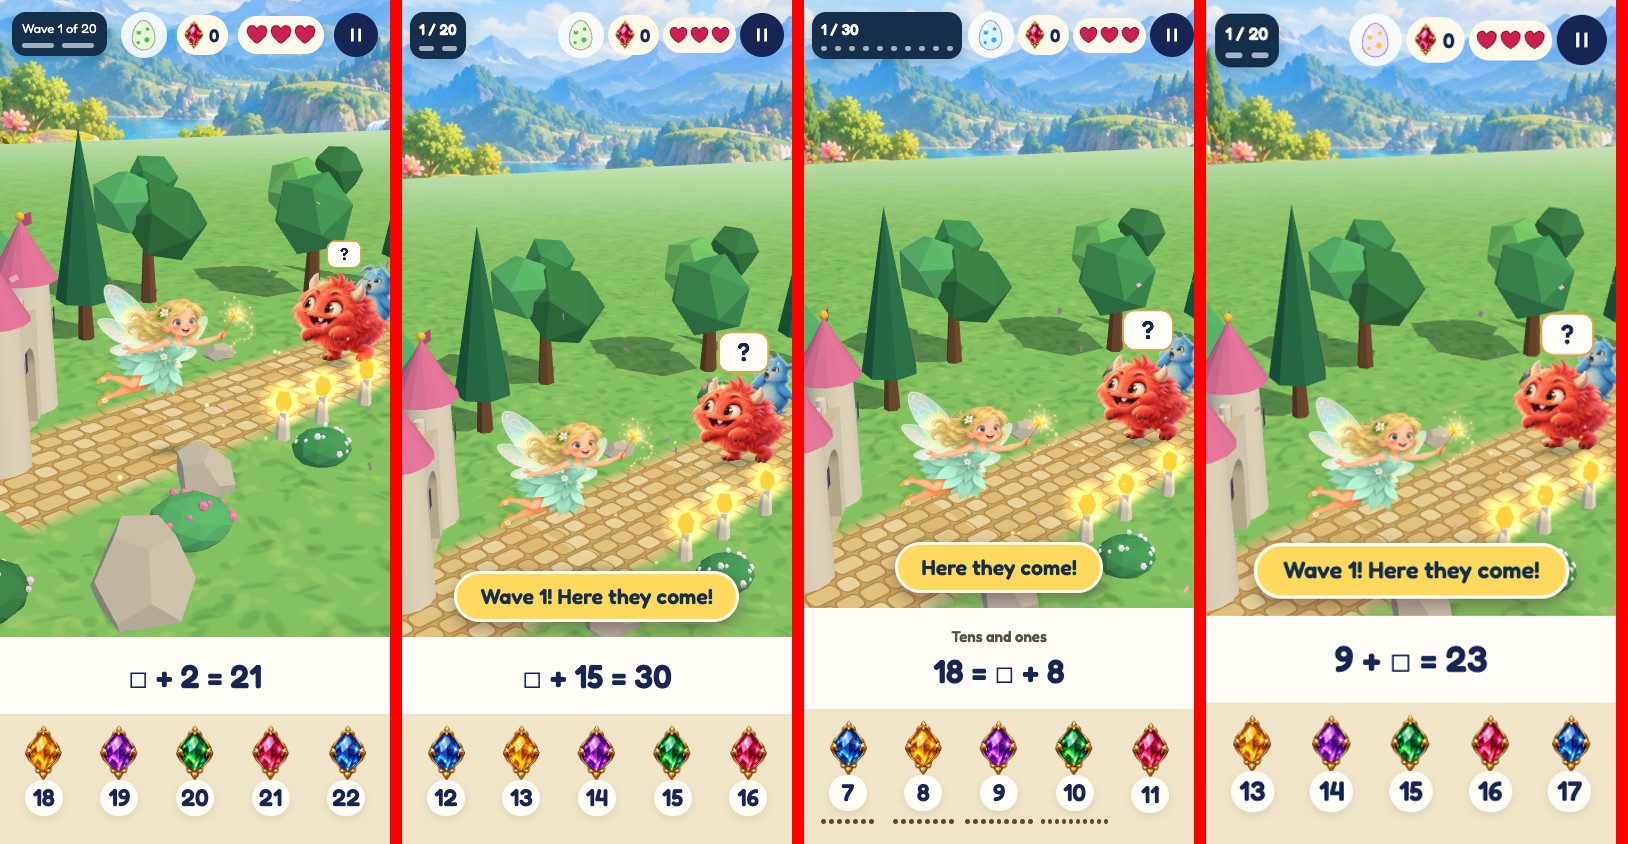 Wave 1 of 20
0
?
□ + 2 = 21
18 19 20 21 22
1 / 20
0
?
Wave 1! Here they come!
□ + 15 = 30
12 13 14 15 16
1 / 30
0
?
Here they come!
Tens and ones
18 = □ + 8
7 8 9 10 11
1 / 20
0
?
Wave 1! Here they come!
9 + □ = 23
13 14 15 16 17